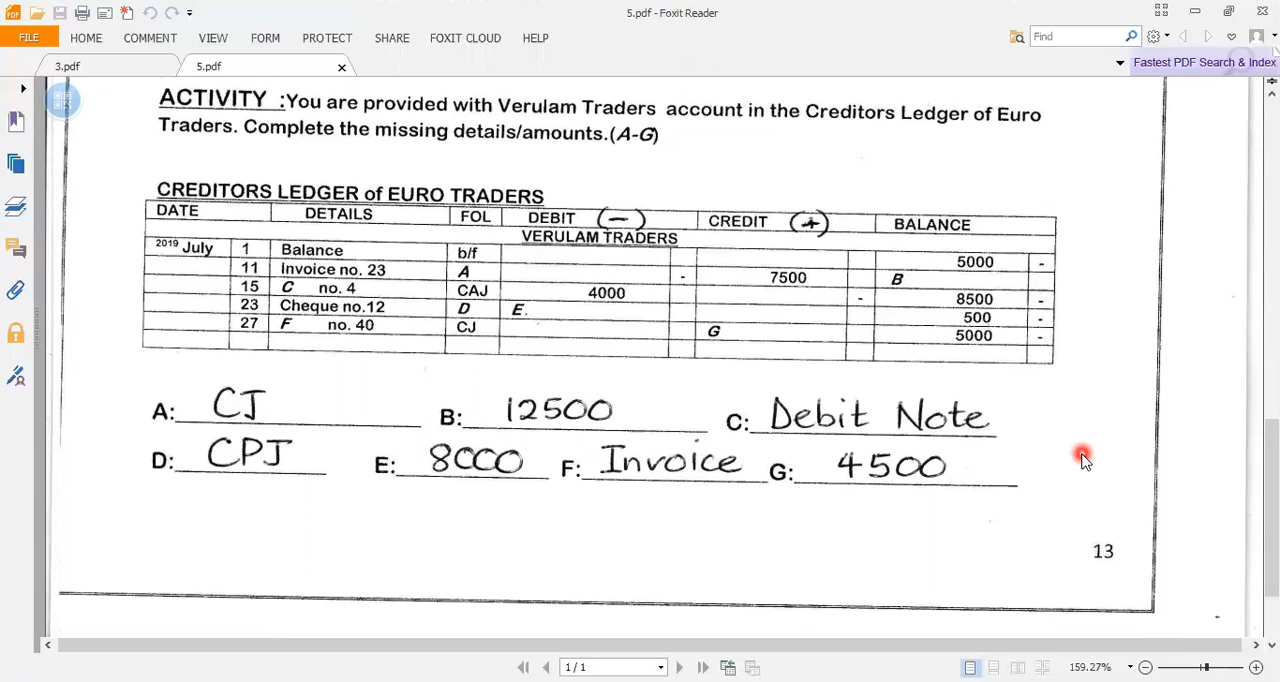 5.pdf - Foxit Reader
FILE HOME COMMENT VIEW FORM PROTECT SHARE FOXIT CLOUD HELP Find
3.pdf 5.pdf Fastest PDF Search & Index
ACTIVITY :You are provided with Verulam Traders account in the Creditors Ledger of Euro
Traders. Complete the missing details/amounts.(A-G)
CREDITORS LEDGER of EURO TRADERS
DATE DETAILS FOL DEBIT (-) CREDIT (+) BALANCE
VERULAM TRADERS
2019 July 1 Balance b/f 5000 -
11 Invoice no. 23 A - 7500 B
15 C no. 4 CAJ 4000 - 8500 -
23 Cheque no.12 D E. 500 -
27 F no. 40 CJ G 5000 -
A: CJ B: 12500 C: Debit Note
D: CPJ E: 8000 F: Invoice G: 4500
13
1 / 1 159.27%